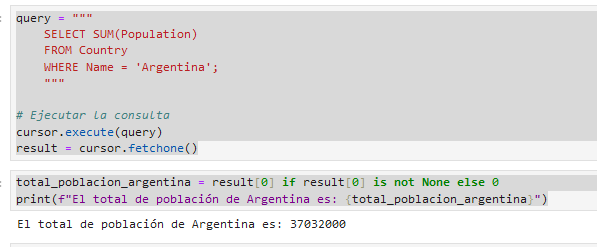 query = """
    SELECT SUM(Population)
    FROM Country
    WHERE Name = 'Argentina';
    """
# Ejecutar la consulta
cursor.execute(query)
result = cursor.fetchone()
total_poblacion_argentina = result[0] if result[0] is not None else 0
print(f"El total de población de Argentina es: {total_poblacion_argentina}")
El total de población de Argentina es: 37032000